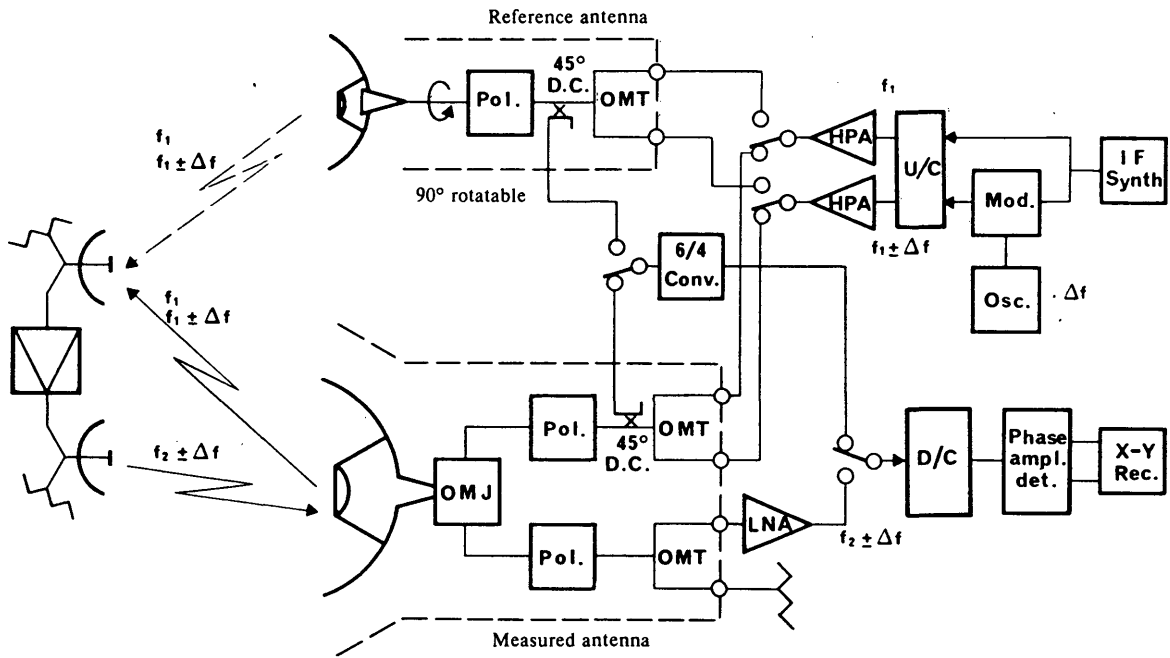 Reference antenna
45°
D.C.
Pol.
OMT
f₁
HPA
U/C
I F
Synth
f₁
f₁ ± Δf
90° rotatable
HPA
Mod.
f₁ ± Δf
6/4
Conv.
Osc.
Δf
f₁
f₁ ± Δf
Pol.
45°
D.C.
OMT
f₂ ± Δf
OMJ
D/C
Phase
ampl.
det.
X-Y
Rec.
Pol.
OMT
LNA
f₂ ± Δf
Measured antenna